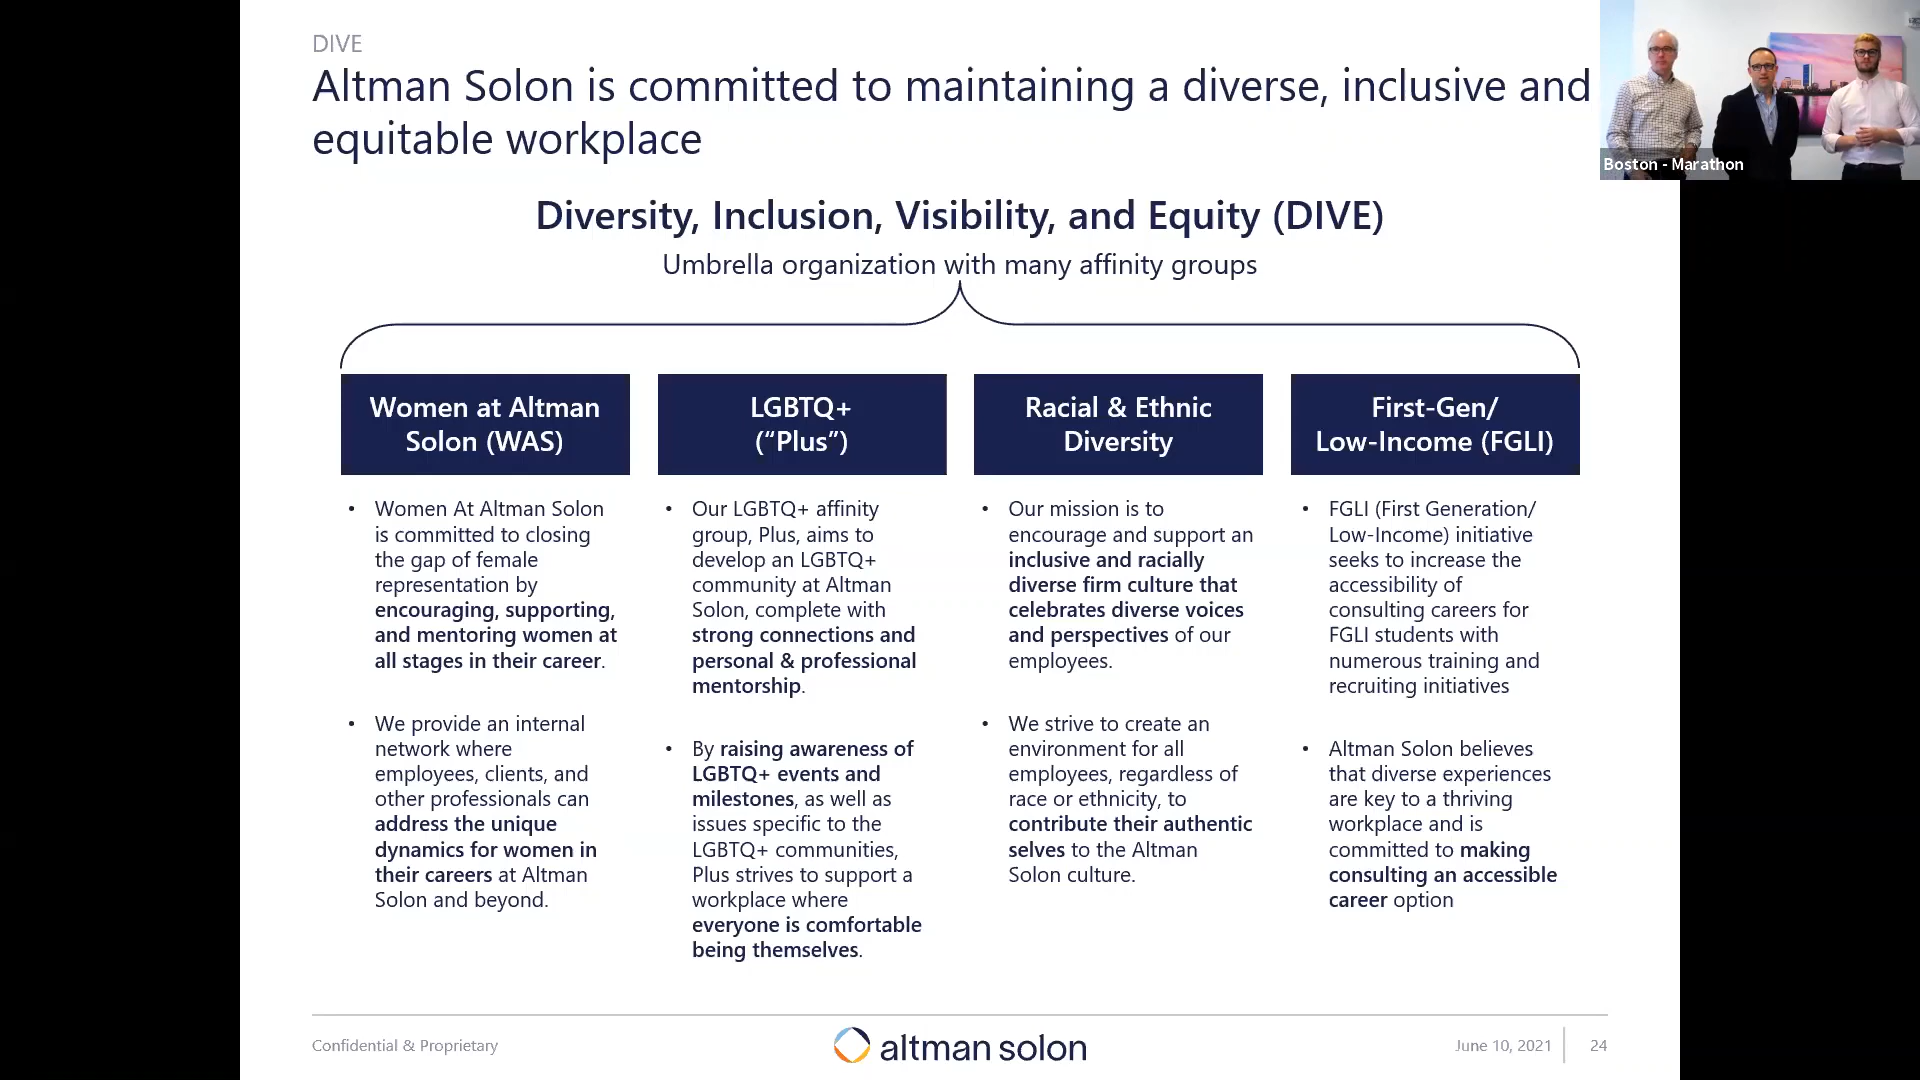 DIVE
Altman Solon is committed to maintaining a diverse, inclusive and
equitable workplace
Boston - Marathon
Diversity, Inclusion, Visibility, and Equity (DIVE)
Umbrella organization with many affinity groups
Women at Altman
Solon (WAS)
• Women At Altman Solon
is committed to closing
the gap of female
representation by
encouraging, supporting,
and mentoring women at
all stages in their career.
• We provide an internal
network where
employees, clients, and
other professionals can
address the unique
dynamics for women in
their careers at Altman
Solon and beyond.
LGBTQ+
(“Plus”)
• Our LGBTQ+ affinity
group, Plus, aims to
develop an LGBTQ+
community at Altman
Solon, complete with
strong connections and
personal & professional
mentorship.
• By raising awareness of
LGBTQ+ events and
milestones, as well as
issues specific to the
LGBTQ+ communities,
Plus strives to support a
workplace where
everyone is comfortable
being themselves.
Racial & Ethnic
Diversity
• Our mission is to
encourage and support an
inclusive and racially
diverse firm culture that
celebrates diverse voices
and perspectives of our
employees.
• We strive to create an
environment for all
employees, regardless of
race or ethnicity, to
contribute their authentic
selves to the Altman
Solon culture.
First-Gen/
Low-Income (FGLI)
• FGLI (First Generation/
Low-Income) initiative
seeks to increase the
accessibility of
consulting careers for
FGLI students with
numerous training and
recruiting initiatives
• Altman Solon believes
that diverse experiences
are key to a thriving
workplace and is
committed to making
consulting an accessible
career option
Confidential & Proprietary
altman solon
June 10, 2021
24